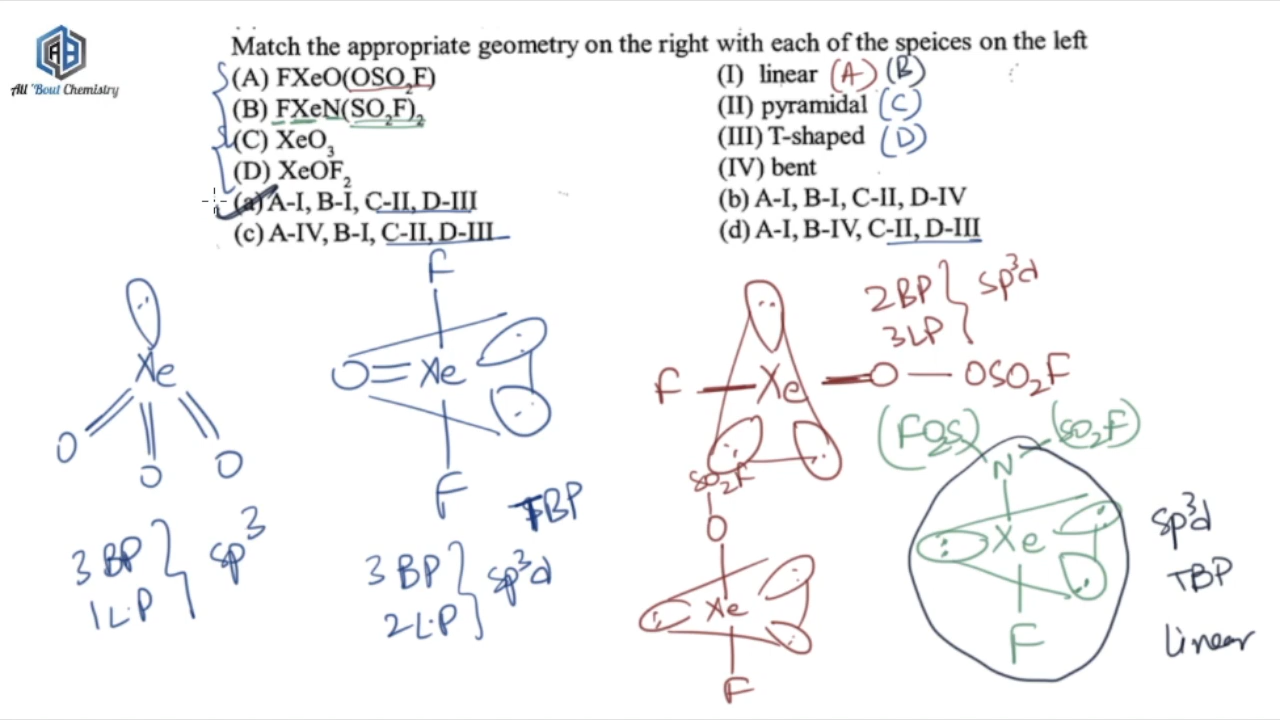 AB
All 'Bout Chemistry
Match the appropriate geometry on the right with each of the speices on the left
(A) FXeO(OSO₂F)
(I) linear (A) (B)
(B) FXeN(SO₂F)₂
(II) pyramidal (C)
(C) XeO₃
(III) T-shaped (D)
(D) XeOF₂
(IV) bent
(a) A-I, B-I, C-II, D-III
(b) A-I, B-I, C-II, D-IV
(c) A-IV, B-I, C-II, D-III
(d) A-I, B-IV, C-II, D-III
Xe
O
O
O
3 BP
1 L.P
sp³
F
O=Xe
F
TBP
3 BP
2 L.P
sp³d
2BP
3LP
sp³d
F — Xe — O — OSO₂F
SO₂F
O
Xe
F
(FO₂S) (SO₂F)
N
Xe
F
sp³d
TBP
linear